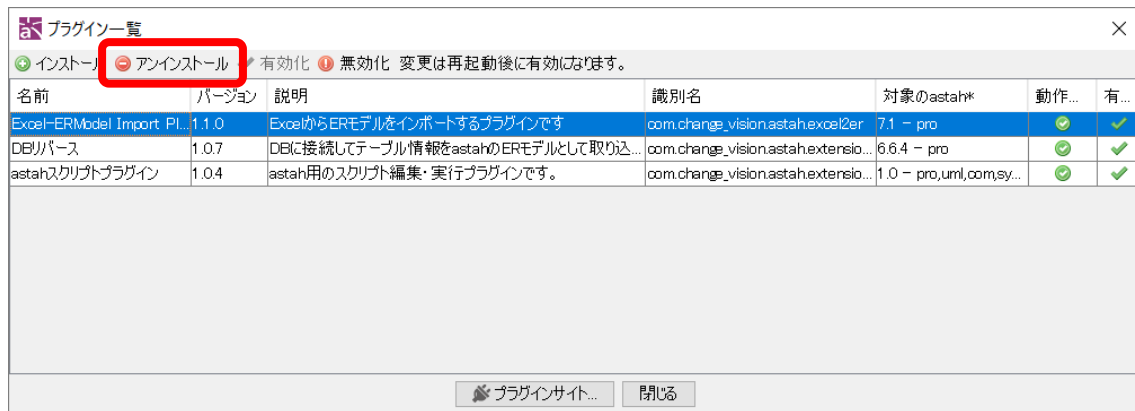 プラグイン一覧
インストール アンインストール 有効化 無効化 変更は再起動後に有効になります。
名前 バージョン 説明 識別名 対象のastah* 動作... 有...
Excel-ERModel Import Pl... 1.1.0 ExcelからERモデルをインポートするプラグインです com.change_vision.astah.excel2er 7.1 - pro
DBリバース 1.0.7 DBに接続してテーブル情報をastahのERモデルとして取り込... com.change_vision.astah.extensio... 6.6.4 - pro
astahスクリプトプラグイン 1.0.4 astah用のスクリプト編集・実行プラグインです。 com.change_vision.astah.extensio... 1.0 - pro,uml,com,sy...
プラグインサイト... 閉じる